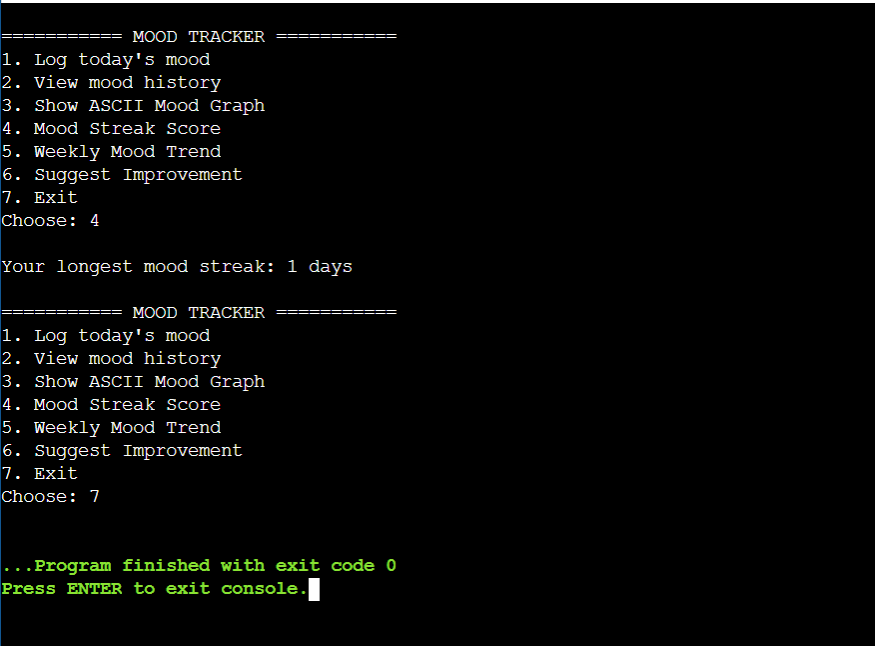 =========== MOOD TRACKER ===========
1. Log today's mood
2. View mood history
3. Show ASCII Mood Graph
4. Mood Streak Score
5. Weekly Mood Trend
6. Suggest Improvement
7. Exit
Choose: 4
Your longest mood streak: 1 days
=========== MOOD TRACKER ===========
1. Log today's mood
2. View mood history
3. Show ASCII Mood Graph
4. Mood Streak Score
5. Weekly Mood Trend
6. Suggest Improvement
7. Exit
Choose: 7
...Program finished with exit code 0
Press ENTER to exit console.